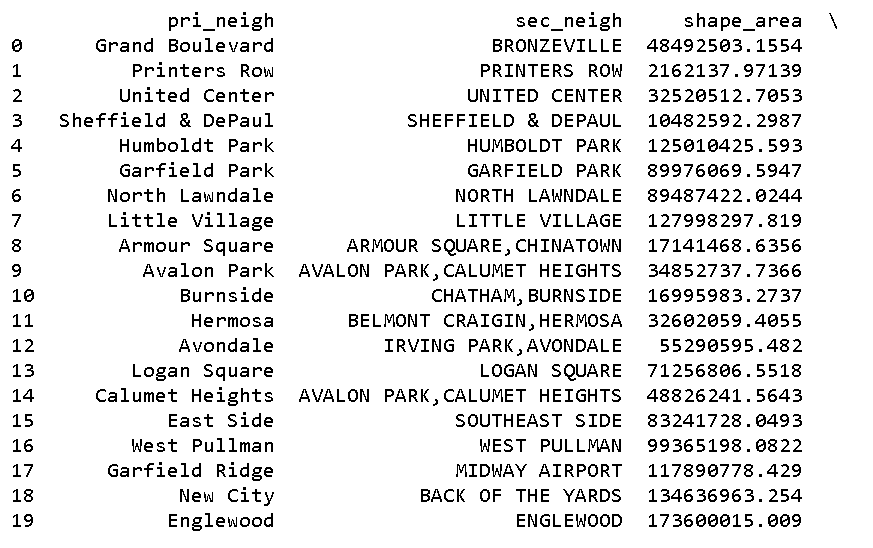 pri_neigh sec_neigh shape_area \
0 Grand Boulevard BRONZEVILLE 48492503.1554
1 Printers Row PRINTERS ROW 2162137.97139
2 United Center UNITED CENTER 32520512.7053
3 Sheffield & DePaul SHEFFIELD & DEPAUL 10482592.2987
4 Humboldt Park HUMBOLDT PARK 125010425.593
5 Garfield Park GARFIELD PARK 89976069.5947
6 North Lawndale NORTH LAWNDALE 89487422.0244
7 Little Village LITTLE VILLAGE 127998297.819
8 Armour Square ARMOUR SQUARE,CHINATOWN 17141468.6356
9 Avalon Park AVALON PARK,CALUMET HEIGHTS 34852737.7366
10 Burnside CHATHAM,BURNSIDE 16995983.2737
11 Hermosa BELMONT CRAIGIN,HERMOSA 32602059.4055
12 Avondale IRVING PARK,AVONDALE 55290595.482
13 Logan Square LOGAN SQUARE 71256806.5518
14 Calumet Heights AVALON PARK,CALUMET HEIGHTS 48826241.5643
15 East Side SOUTHEAST SIDE 83241728.0493
16 West Pullman WEST PULLMAN 99365198.0822
17 Garfield Ridge MIDWAY AIRPORT 117890778.429
18 New City BACK OF THE YARDS 134636963.254
19 Englewood ENGLEWOOD 173600015.009